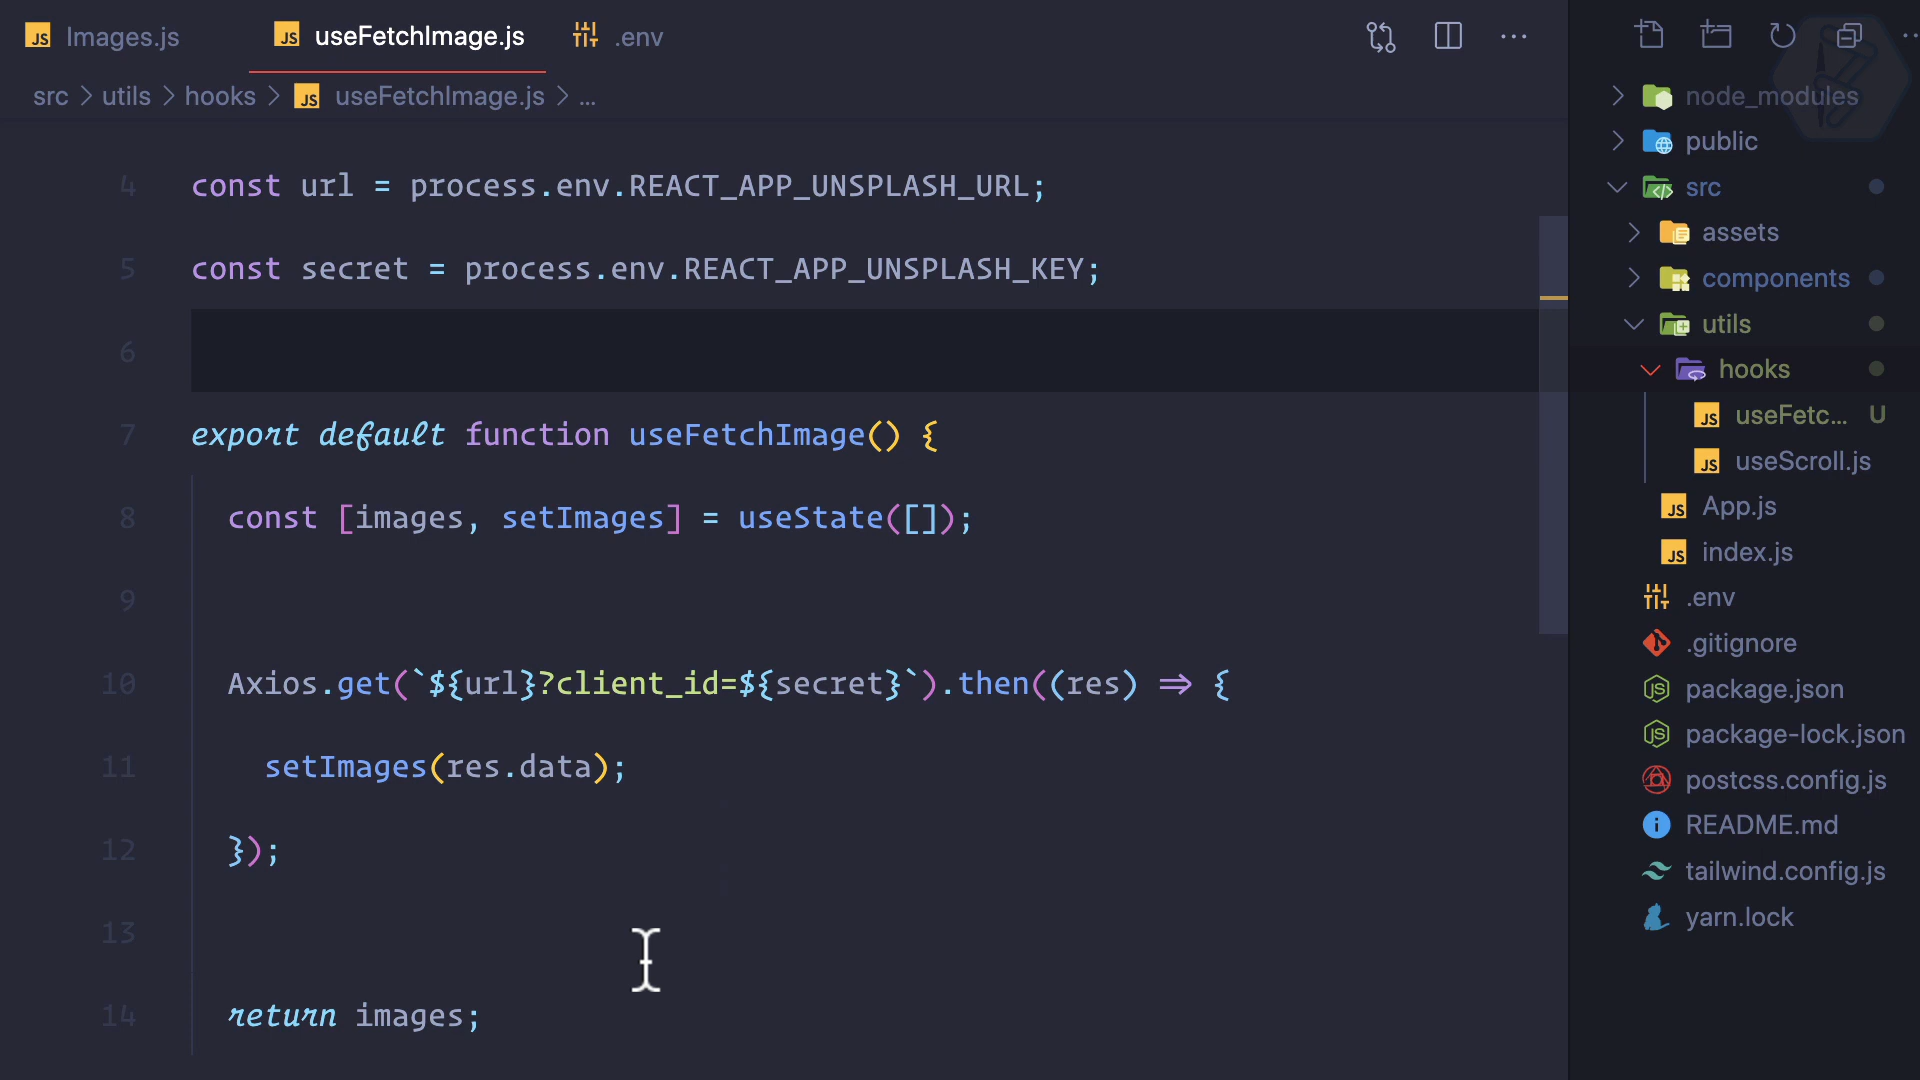 Images.js
useFetchImage.js
.env
src > utils > hooks > useFetchImage.js > ...
4 const url = process.env.REACT_APP_UNSPLASH_URL;
5 const secret = process.env.REACT_APP_UNSPLASH_KEY;
6
7 export default function useFetchImage() {
8 const [images, setImages] = useState([]);
9
10 Axios.get(`${url}?client_id=${secret}`).then((res) => {
11 setImages(res.data);
12 });
13
14 return images;
node_modules
public
src
assets
components
utils
hooks
useFetc... U
useScroll.js
App.js
index.js
.env
.gitignore
package.json
package-lock.json
postcss.config.js
README.md
tailwind.config.js
yarn.lock